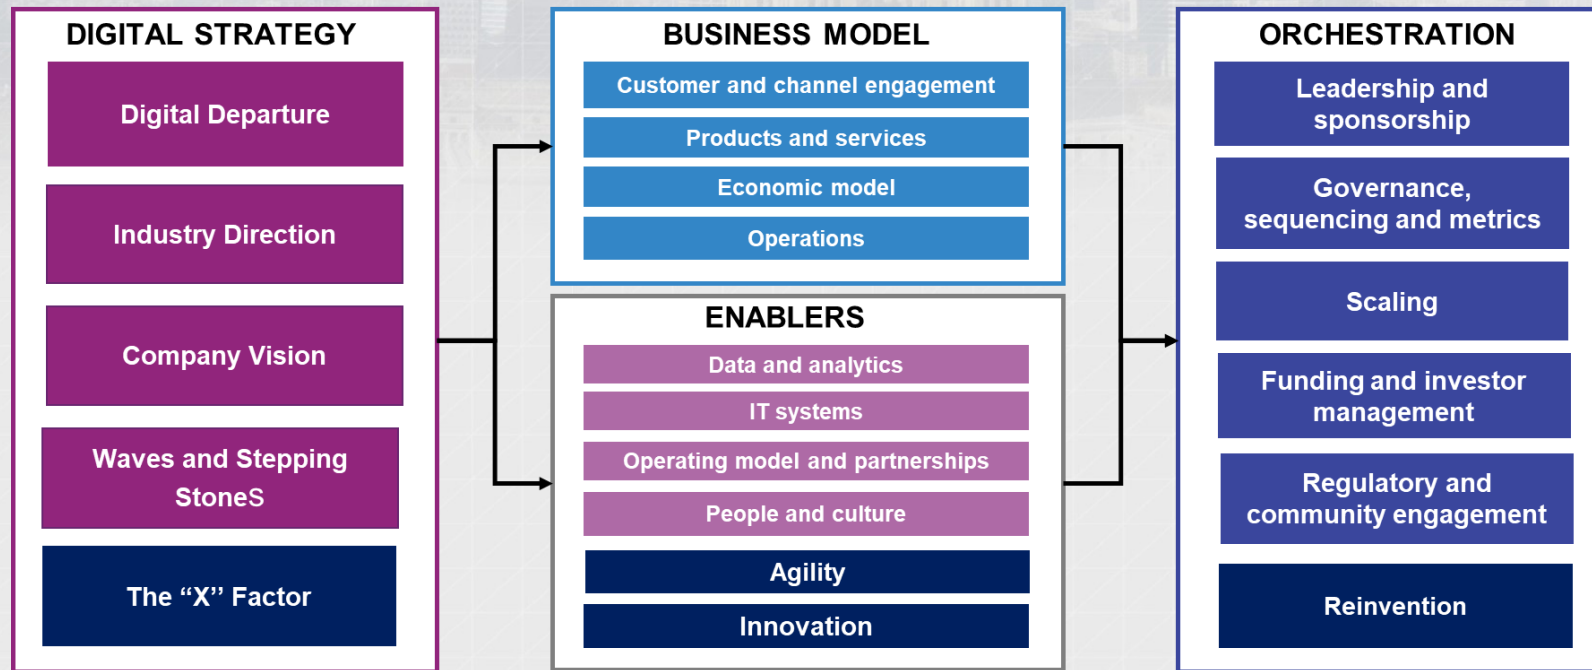 DIGITAL STRATEGY
Digital Departure
Industry Direction
Company Vision
Waves and Stepping
StoneS
The “X’’ Factor
BUSINESS MODEL
Customer and channel engagement
Products and services
Economic model
Operations
ENABLERS
Data and analytics
IT systems
Operating model and partnerships
People and culture
Agility
Innovation
ORCHESTRATION
Leadership and
sponsorship
Governance,
sequencing and metrics
Scaling
Funding and investor
management
Regulatory and
community engagement
Reinvention